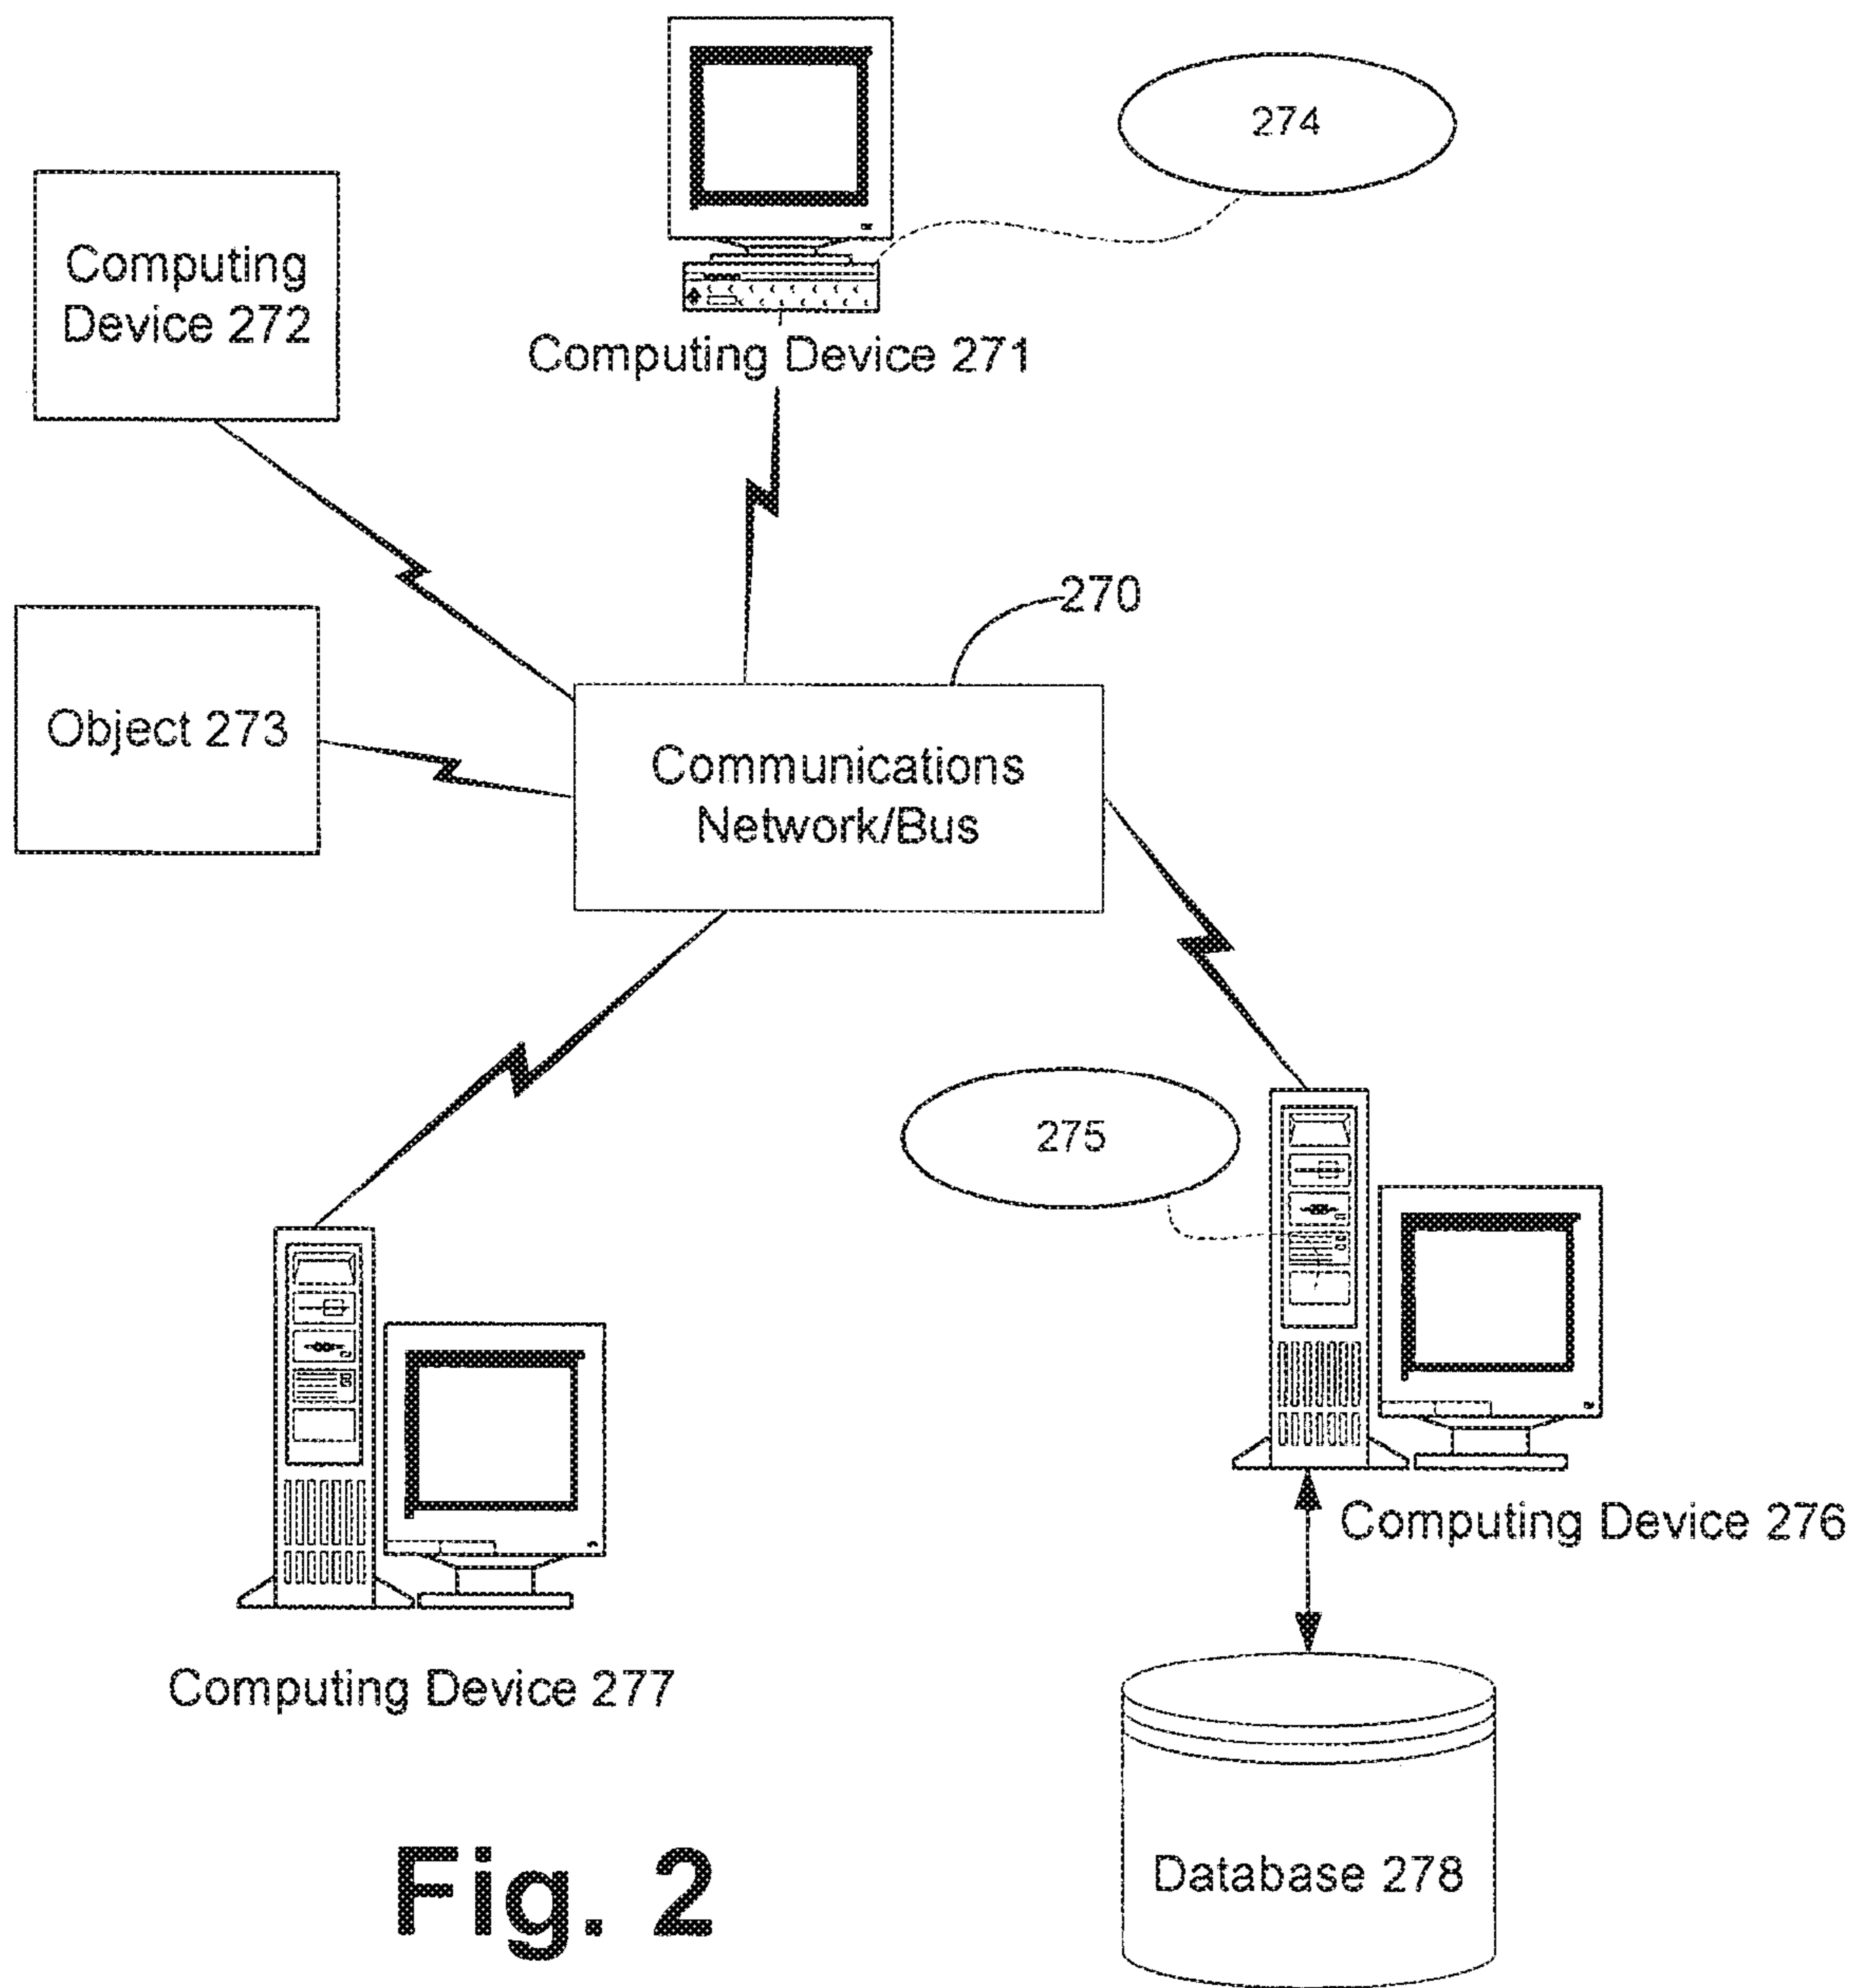 274
Computing
Device 272
Computing Device 271
270
Object 273
Communications
Network/Bus
275
Computing Device 276
Computing Device 277
Database 278
Fig. 2